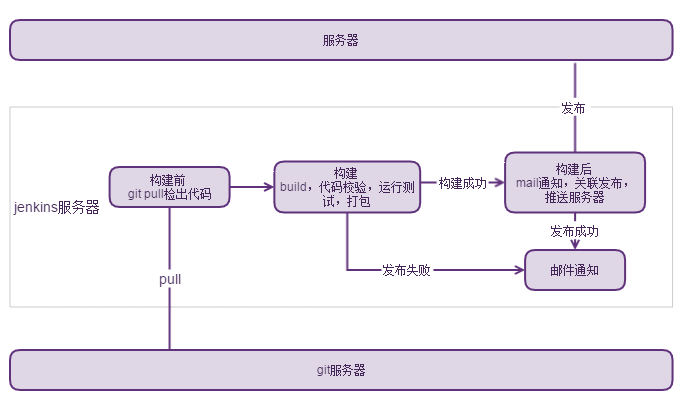 服务器
发布
构建前
git pull检出代码
构建
build，代码校验，运行测
试，打包
构建成功
构建后
mail通知，关联发布，
推送服务器
jenkins服务器
发布成功
pull
发布失败
邮件通知
git服务器